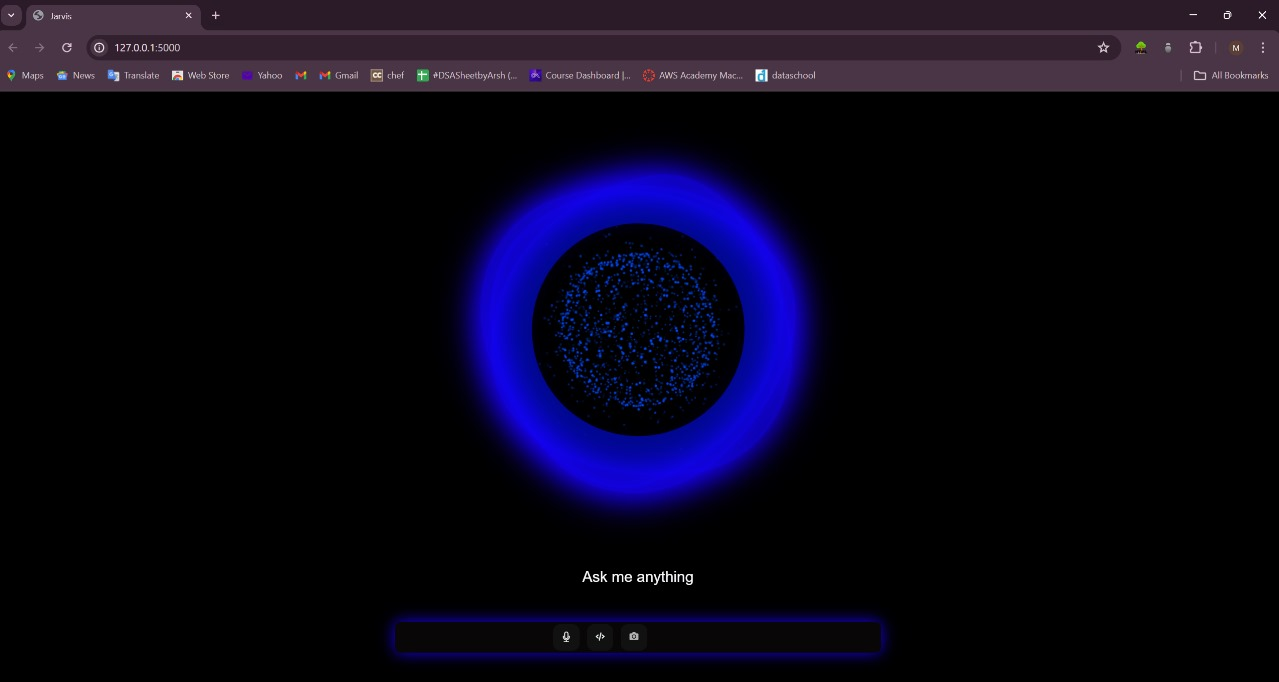 Jarvis
127.0.0.1:5000
M
Maps News Translate Web Store Yahoo Gmail CC chef #DSASheetbyArsh (... Course Dashboard |... AWS Academy Mac... d dataschool All Bookmarks
Ask me anything